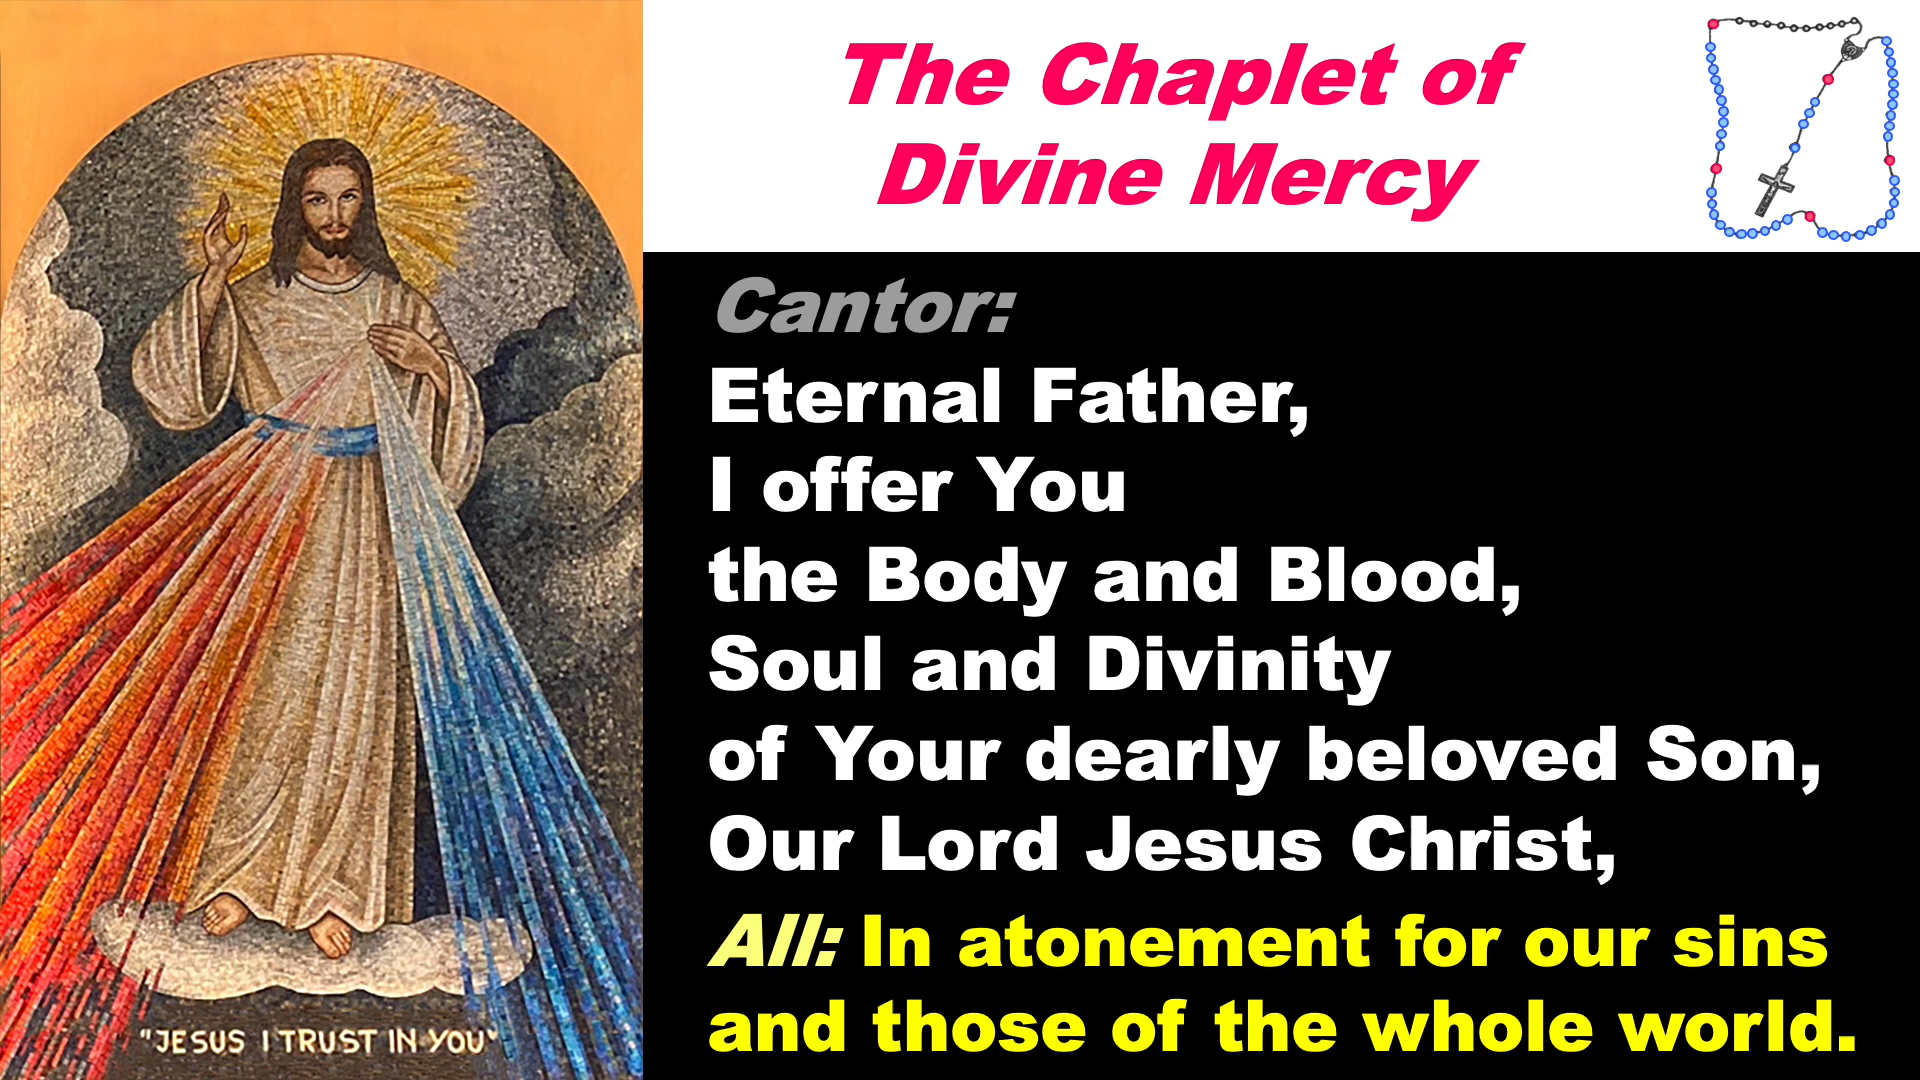 The Chaplet of
Divine Mercy
Cantor:
Eternal Father,
I offer You
the Body and Blood,
Soul and Divinity
of Your dearly beloved Son,
Our Lord Jesus Christ,
All: In atonement for our sins
and those of the whole world.
"JESUS I TRUST IN YOU"